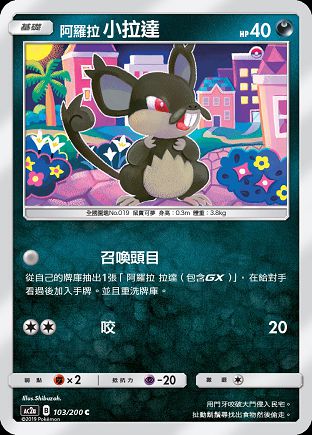 基礎 阿羅拉 小拉達 HP 40
全國圖鑑No.019 鼠寶可夢 身高:0.3m 體重:3.8kg
召喚頭目
從自己的牌庫抽出1張「阿羅拉 拉達(包含GX)」,在給對手
看過後加入手牌。並且重洗牌庫。
咬 20
弱點 ×2 抵抗力 -20 撤退
Illus.Shibuzoh.
AC2a D 103/200 C
©2019 Pokémon
用門牙咬破大門侵入民宅。
扯動鬍鬚尋找出食物然後偷走。